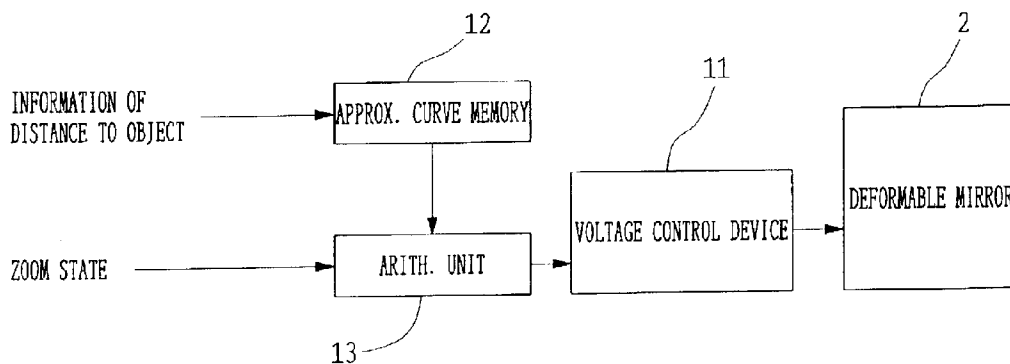 12
2
11
INFORMATION OF
DISTANCE TO OBJECT
APPROX. CURVE MEMORY
DEFORMABLE MIRROR
VOLTAGE CONTROL DEVICE
ZOOM STATE
ARITH. UNIT
13